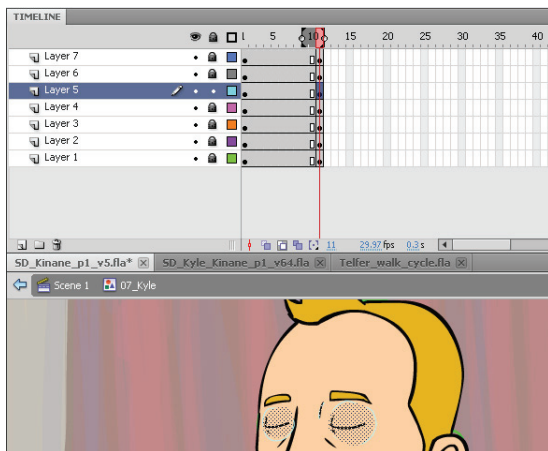 TIMELINE
1 5 10 15 20 25 30 35 40
Layer 7
Layer 6
Layer 5
Layer 4
Layer 3
Layer 2
Layer 1
11 29.97 fps 0.3 s
SD_Kinane_p1_v5.fla* SD_Kyle_Kinane_p1_v64.fla Telfer_walk_cycle.fla
Scene 1 07_Kyle